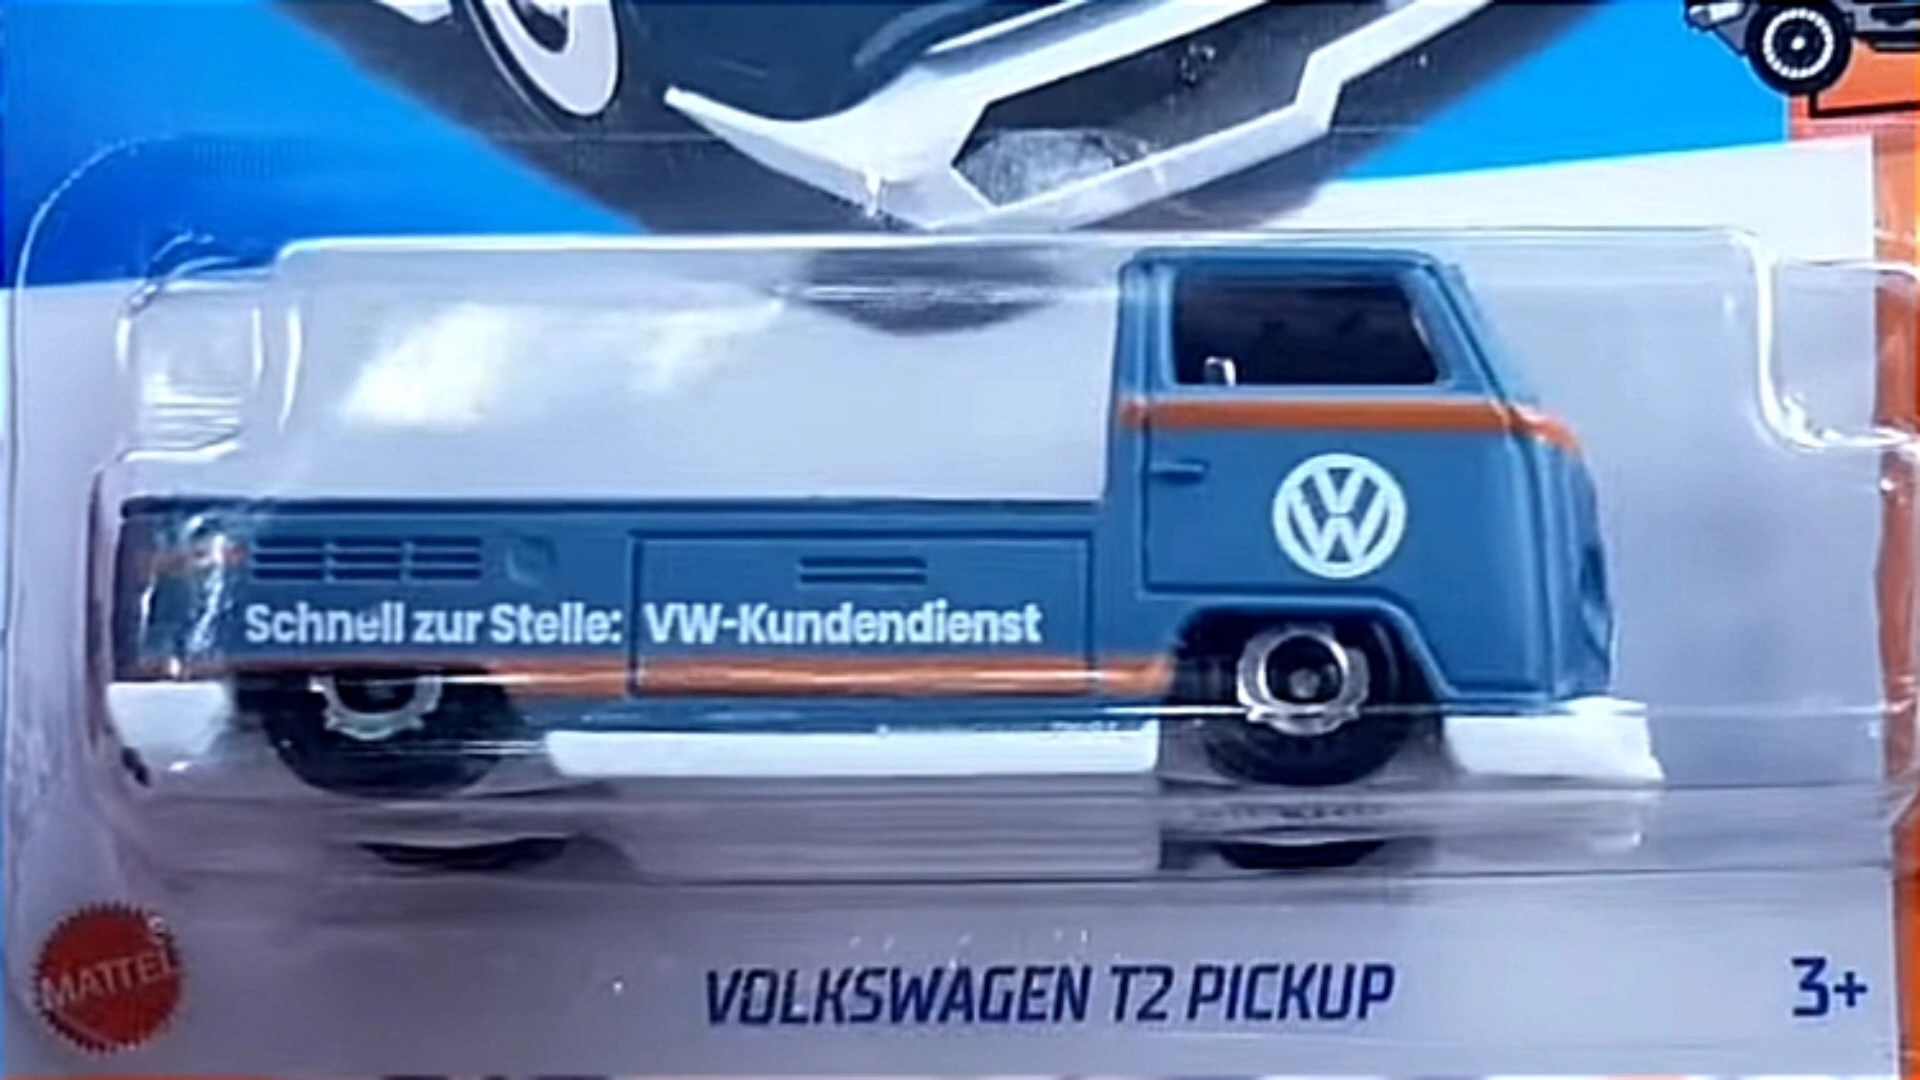 Schnell zur Stelle: VW-Kundendienst
MATTEL
VOLKSWAGEN T2 PICKUP
3+